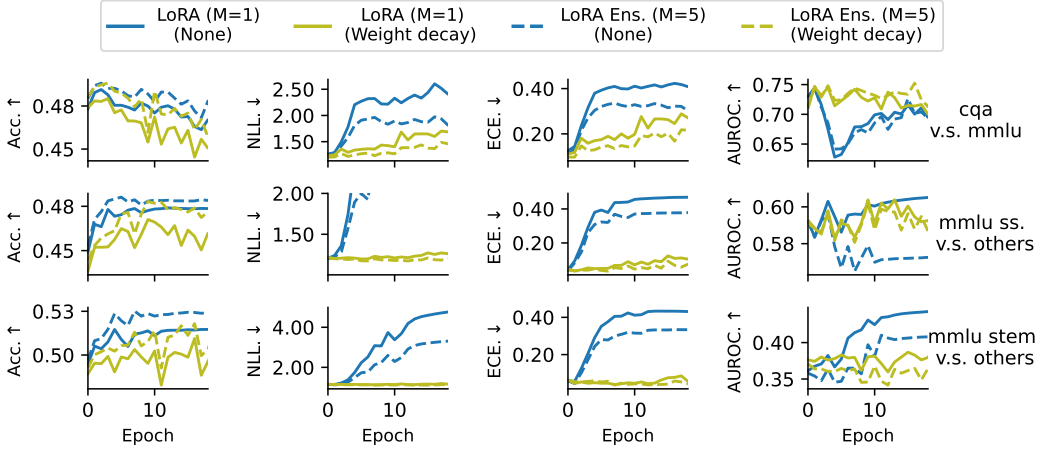 LoRA (M=1)
(None)
LoRA (M=1)
(Weight decay)
LoRA Ens. (M=5)
(None)
LoRA Ens. (M=5)
(Weight decay)
Acc. ↑
0.48
0.45
NLL. ↓
2.50
2.00
1.50
ECE. ↓
0.40
0.20
AUROC. ↑
0.75
0.70
0.65
cqa
v.s. mmlu
Acc. ↑
0.48
0.45
NLL. ↓
2.00
1.50
ECE. ↓
0.40
0.20
AUROC. ↑
0.60
0.58
mmlu ss.
v.s. others
Acc. ↑
0.53
0.50
0
10
Epoch
NLL. ↓
4.00
2.00
0
10
Epoch
ECE. ↓
0.40
0.20
0
10
Epoch
AUROC. ↑
0.40
0.35
0
10
Epoch
mmlu stem
v.s. others